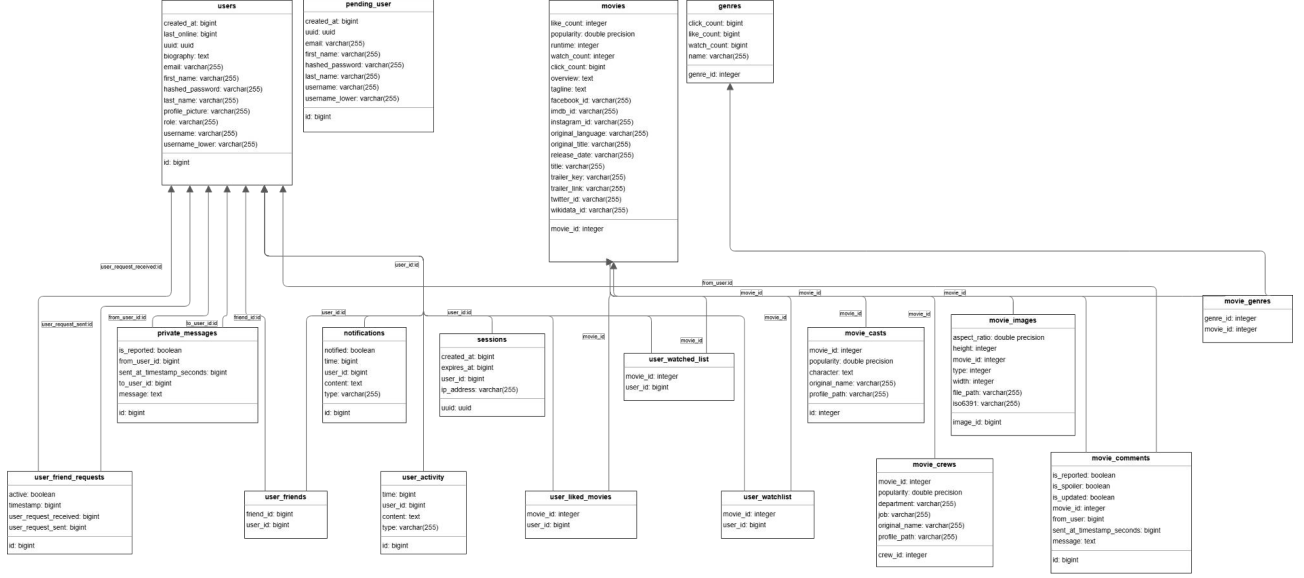 users
created_at: bigint
last_online: bigint
uuid: uuid
biography: text
email: varchar(255)
first_name: varchar(255)
hashed_password: varchar(255)
last_name: varchar(255)
profile_picture: varchar(255)
role: varchar(255)
username: varchar(255)
username_lower: varchar(255)
id: bigint
pending_user
created_at: bigint
uuid: uuid
email: varchar(255)
first_name: varchar(255)
hashed_password: varchar(255)
last_name: varchar(255)
username: varchar(255)
username_lower: varchar(255)
id: bigint
movies
like_count: integer
popularity: double precision
runtime: integer
watch_count: integer
click_count: bigint
overview: text
tagline: text
facebook_id: varchar(255)
imdb_id: varchar(255)
instagram_id: varchar(255)
original_language: varchar(255)
original_title: varchar(255)
release_date: varchar(255)
title: varchar(255)
trailer_key: varchar(255)
trailer_link: varchar(255)
twitter_id: varchar(255)
wikidata_id: varchar(255)
movie_id: integer
genres
click_count: bigint
like_count: bigint
watch_count: bigint
name: varchar(255)
genre_id: integer
user_request_received:id
user_id:id
from_user:id
user_request_sent:id
from_user_id:id
to_user_id:id
friend_id:id
user_id:id
user_id:id
movie_id
movie_id
movie_id
movie_id
movie_id
movie_id
movie_id
movie_id
movie_id
private_messages
is_reported: boolean
from_user_id: bigint
sent_at_timestamp_seconds: bigint
to_user_id: bigint
message: text
id: bigint
notifications
notified: boolean
time: bigint
user_id: bigint
content: text
type: varchar(255)
id: bigint
sessions
created_at: bigint
expires_at: bigint
user_id: bigint
ip_address: varchar(255)
uuid: uuid
user_watched_list
movie_id: integer
user_id: bigint
movie_casts
movie_id: integer
popularity: double precision
character: text
original_name: varchar(255)
profile_path: varchar(255)
id: integer
movie_images
aspect_ratio: double precision
height: integer
movie_id: integer
type: integer
width: integer
file_path: varchar(255)
iso6391: varchar(255)
image_id: bigint
movie_genres
genre_id: integer
movie_id: integer
user_friend_requests
active: boolean
timestamp: bigint
user_request_received: bigint
user_request_sent: bigint
id: bigint
user_friends
friend_id: bigint
user_id: bigint
user_activity
time: bigint
user_id: bigint
content: text
type: varchar(255)
id: bigint
user_liked_movies
movie_id: integer
user_id: bigint
user_watchlist
movie_id: integer
user_id: bigint
movie_crews
movie_id: integer
popularity: double precision
department: varchar(255)
job: varchar(255)
original_name: varchar(255)
profile_path: varchar(255)
crew_id: integer
movie_comments
is_reported: boolean
is_spoiler: boolean
is_updated: boolean
movie_id: integer
from_user: bigint
sent_at_timestamp_seconds: bigint
message: text
id: bigint